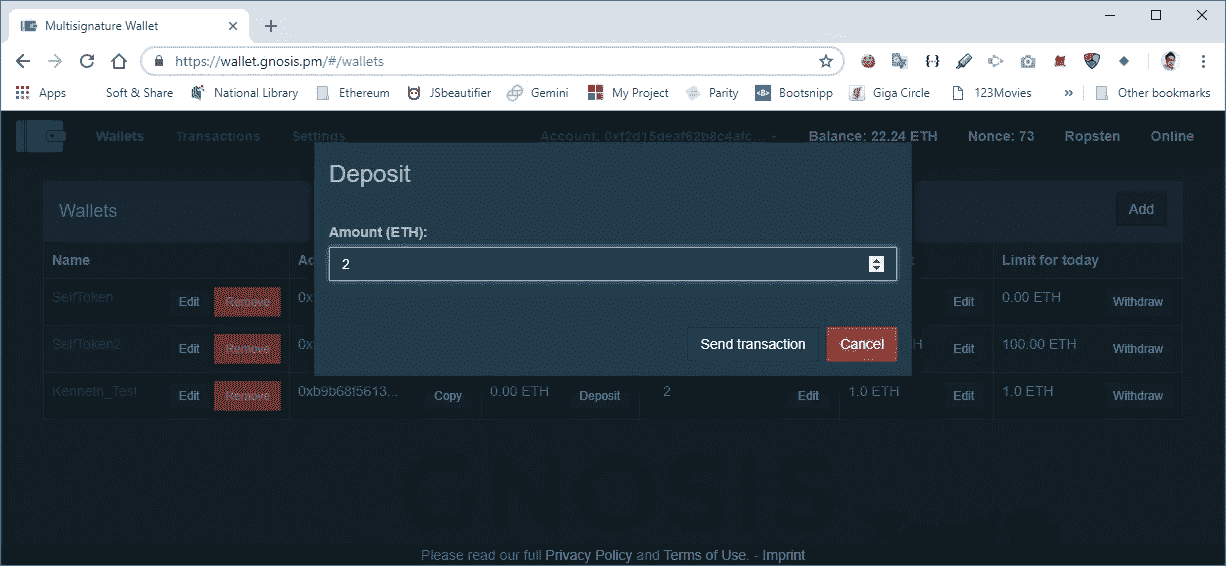 Multisignature Wallet
https://wallet.gnosis.pm/#/wallets
Apps Soft & Share National Library Ethereum JSbeautifier Gemini My Project Parity Bootsnipp Giga Circle 123Movies » Other bookmarks
Wallets Transactions Settings Account: 0xf2d15deaf62b8c4afc... Balance: 22.24 ETH Nonce: 73 Ropsten Online
Deposit
Wallets Add
Amount (ETH):
2
Name Limit for today
SelfToken Edit Remove Edit 0.00 ETH Withdraw
Send transaction Cancel
SelfToken2 Edit Remove Edit 100.00 ETH Withdraw
Kenneth_Test Edit Remove 0xb9b68f5613... Copy 0.00 ETH Deposit 2 Edit 1.0 ETH Edit 1.0 ETH Withdraw
GNOSIS
Please read our full Privacy Policy and Terms of Use. - Imprint